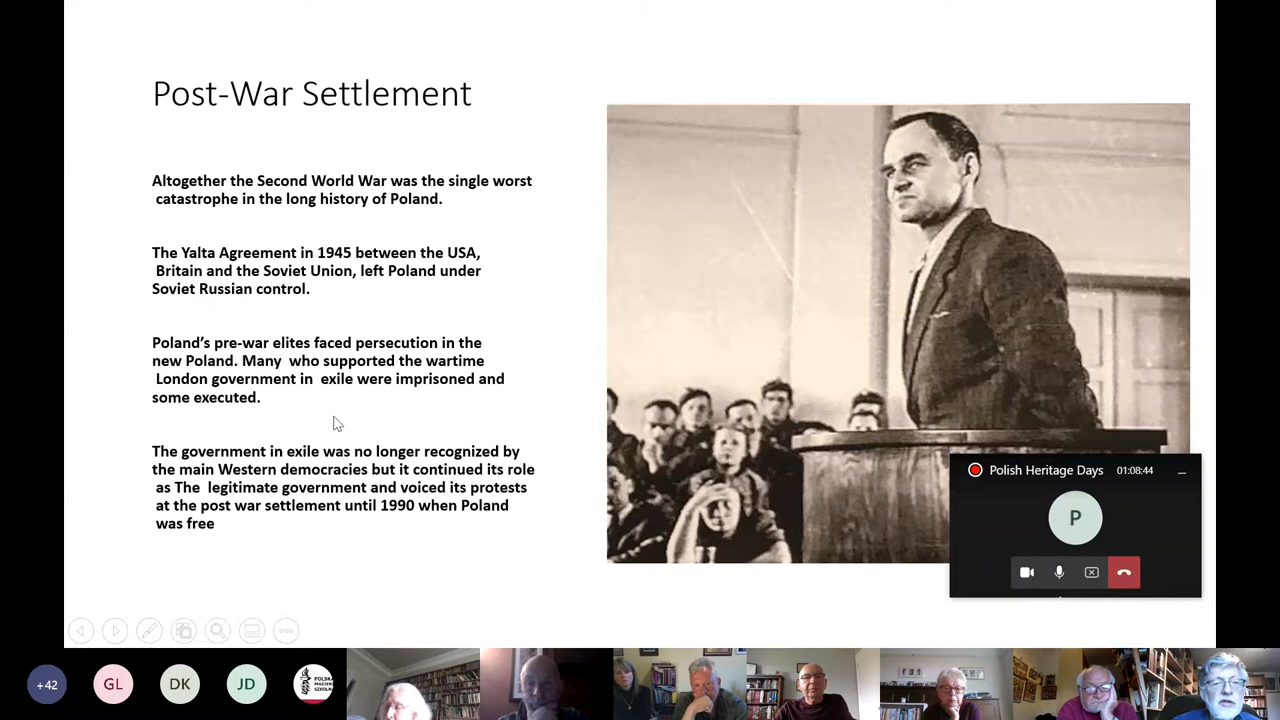 Post-War Settlement
Altogether the Second World War was the single worst
catastrophe in the long history of Poland.
The Yalta Agreement in 1945 between the USA,
Britain and the Soviet Union, left Poland under
Soviet Russian control.
Poland’s pre-war elites faced persecution in the
new Poland. Many who supported the wartime
London government in exile were imprisoned and
some executed.
The government in exile was no longer recognized by
the main Western democracies but it continued its role
as The legitimate government and voiced its protests
at the post war settlement until 1990 when Poland
was free
Polish Heritage Days 01:08:44
P
+42
GL
DK
JD
POLSKA
MACIERZ
SZKOLN